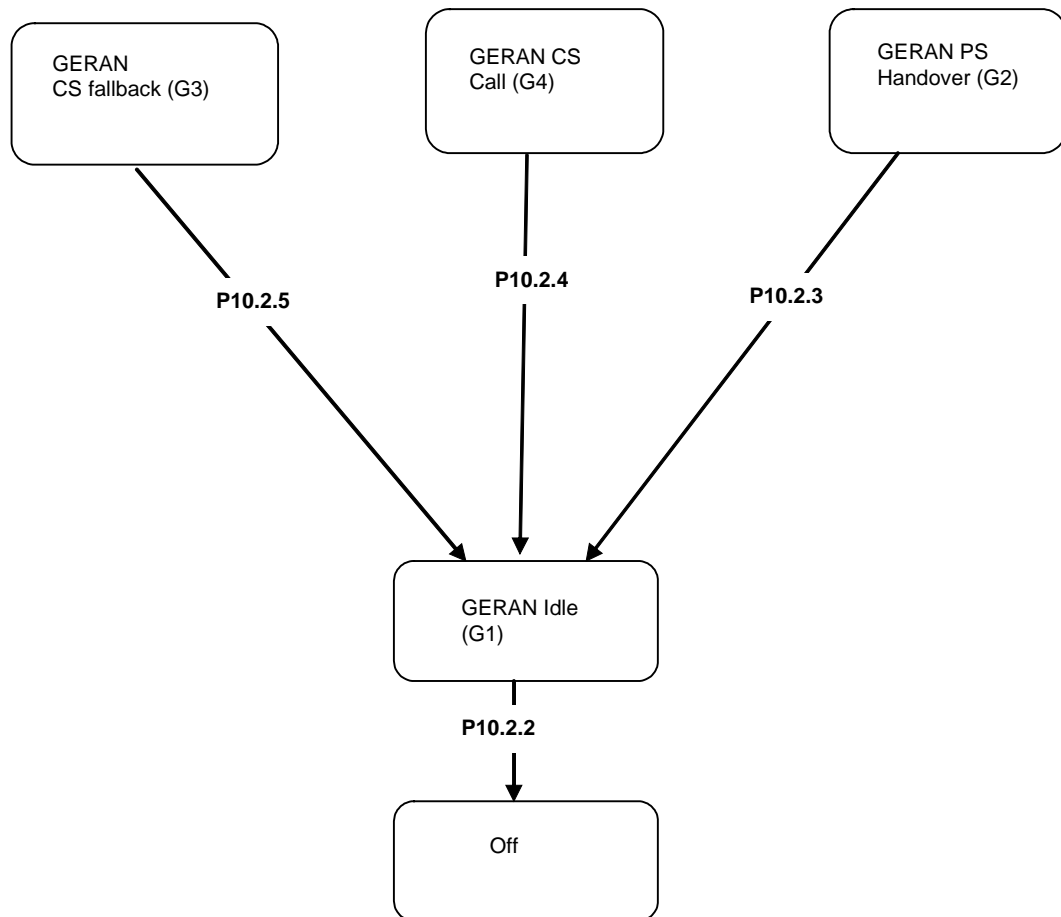 GERAN
CS fallback (G3)
GERAN CS
Call (G4)
GERAN PS
Handover (G2)
P10.2.5
P10.2.4
P10.2.3
GERAN Idle
(G1)
P10.2.2
Off